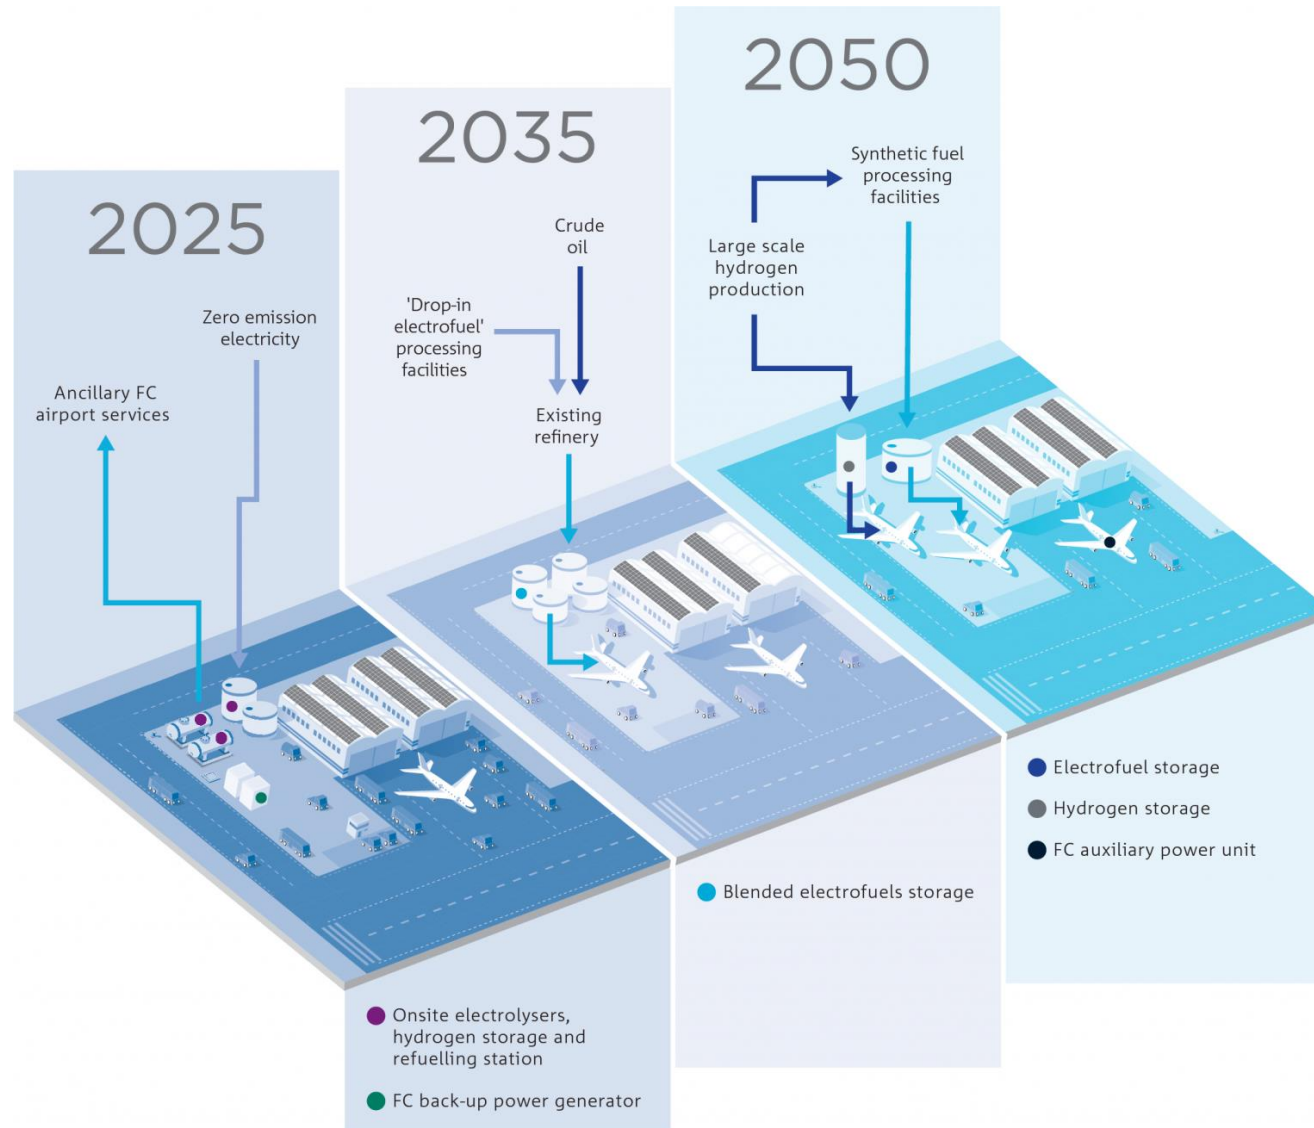 2025
Zero emission
electricity
Ancillary FC
airport services
Onsite electrolysers,
hydrogen storage and
refuelling station
FC back-up power generator
2035
Crude
oil
'Drop-in
electrofuel'
processing
facilities
Existing
refinery
Blended electrofuels storage
2050
Synthetic fuel
processing
facilities
Large scale
hydrogen
production
Electrofuel storage
Hydrogen storage
FC auxiliary power unit